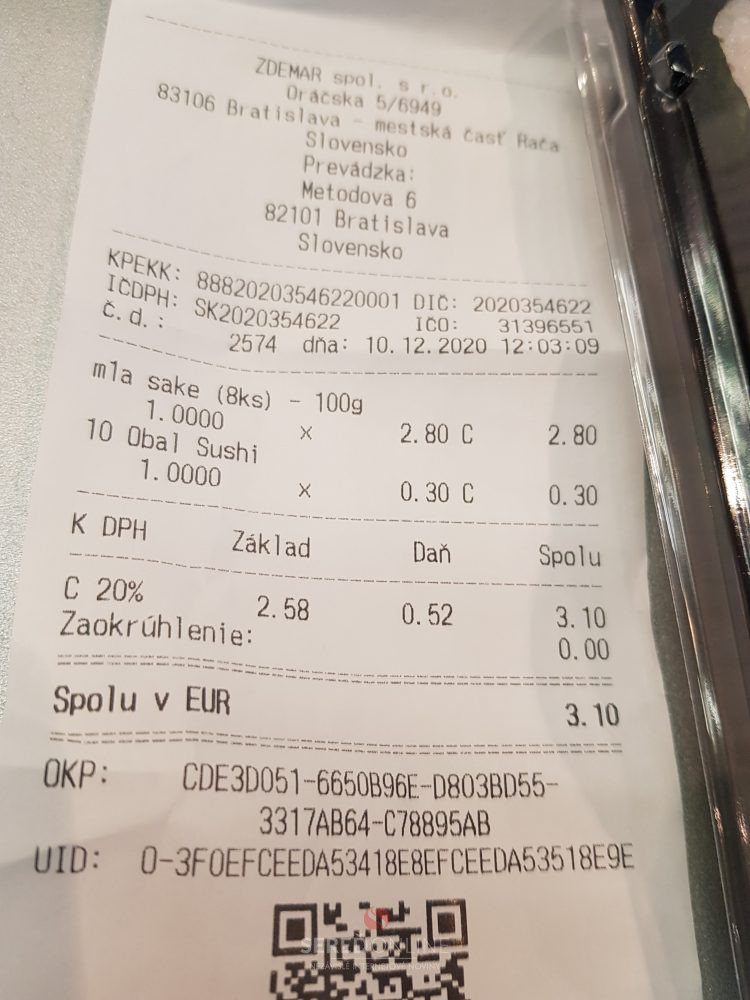 ZDEMAR spol. s r.o.
Oráčska 5/6949
83106 Bratislava - mestská časť Rača
Slovensko
Prevádzka:
Metodova 6
82101 Bratislava
Slovensko
KPEKK: 88820203546220001 DIČ: 2020354622
IČDPH: SK2020354622 IČO: 31396551
č.d.: 2574 dňa: 10.12.2020 12:03:09
m1a sake (8ks) - 100g
1.0000 x 2.80 C 2.80
10 Obal Sushi
1.0000 x 0.30 C 0.30
K DPH Základ Daň Spolu
C 20% 2.58 0.52 3.10
Zaokrúhlenie: 0.00
Spolu v EUR 3.10
OKP: CDE3D051-6650B96E-D803BD55-
3317AB64-C78895AB
UID: O-3F0EFCEEDA53418E8EFCEEDA53518E9E